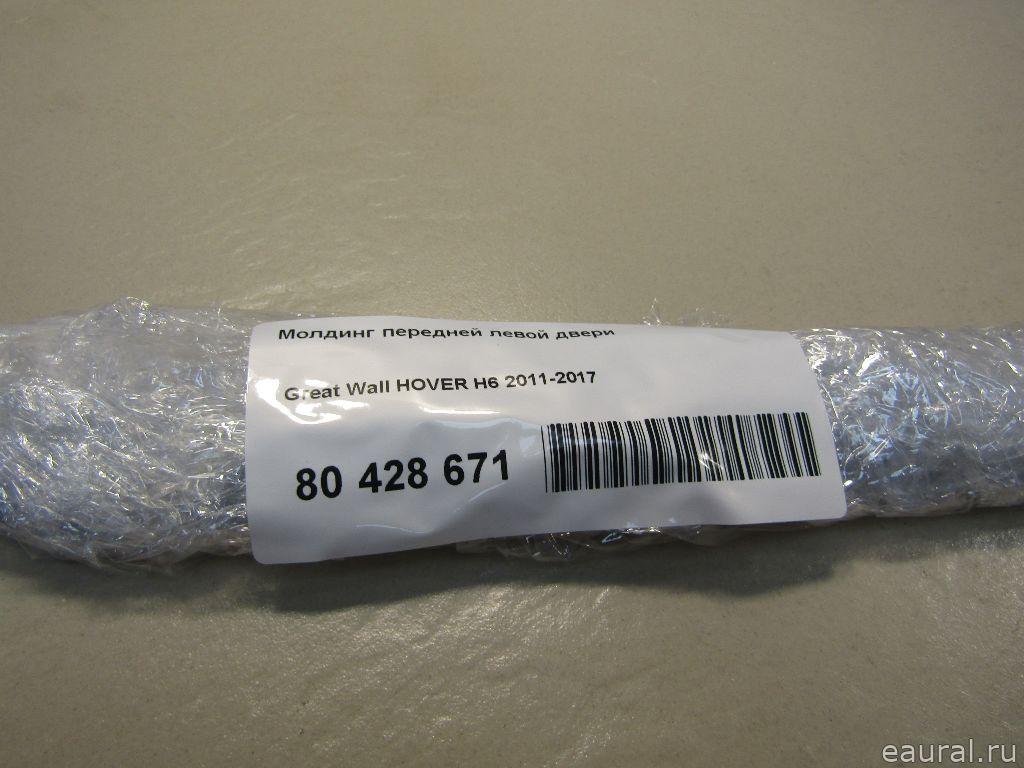 Молдинг передней левой двери
Great Wall HOVER H6 2011-2017
80 428 671
eaural.ru